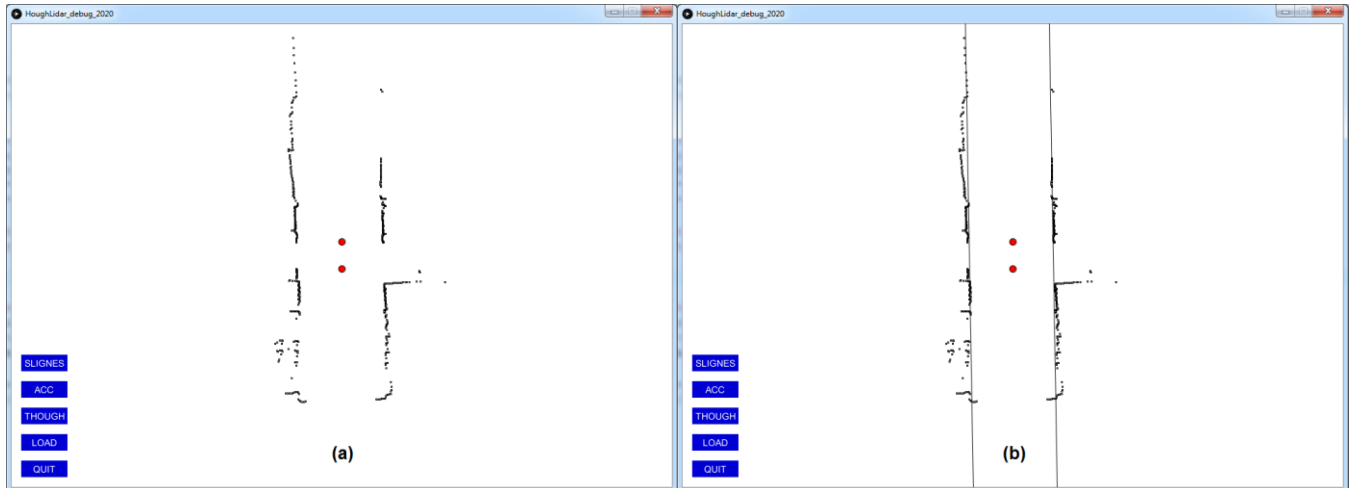 HoughLidar_debug_2020
SLIGNES
ACC
THOUGH
LOAD
QUIT
(a)
HoughLidar_debug_2020
SLIGNES
ACC
THOUGH
LOAD
QUIT
(b)